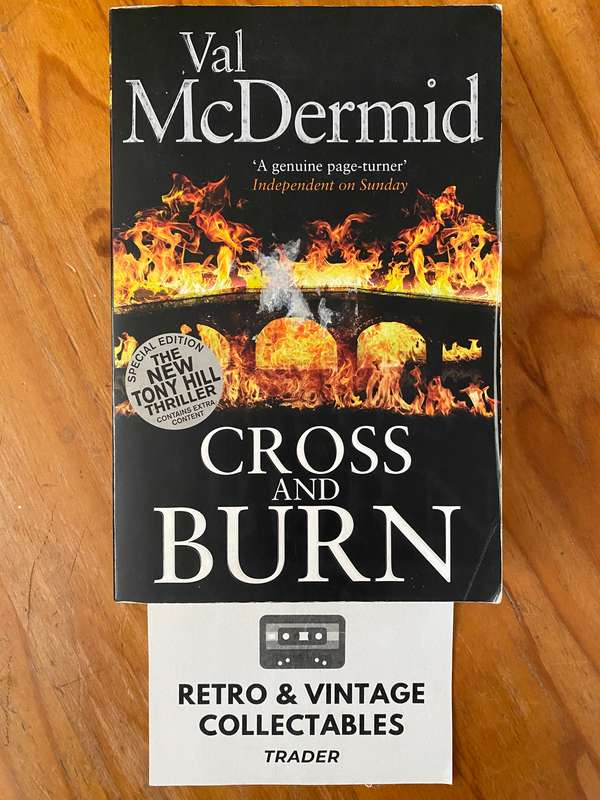 Val
McDermid
‘A genuine page-turner’
Independent on Sunday
SPECIAL EDITION
THE
NEW
TONY HILL
THRILLER
CONTAINS EXTRA
CONTENT
CROSS
AND
BURN
RETRO & VINTAGE
COLLECTABLES
TRADER